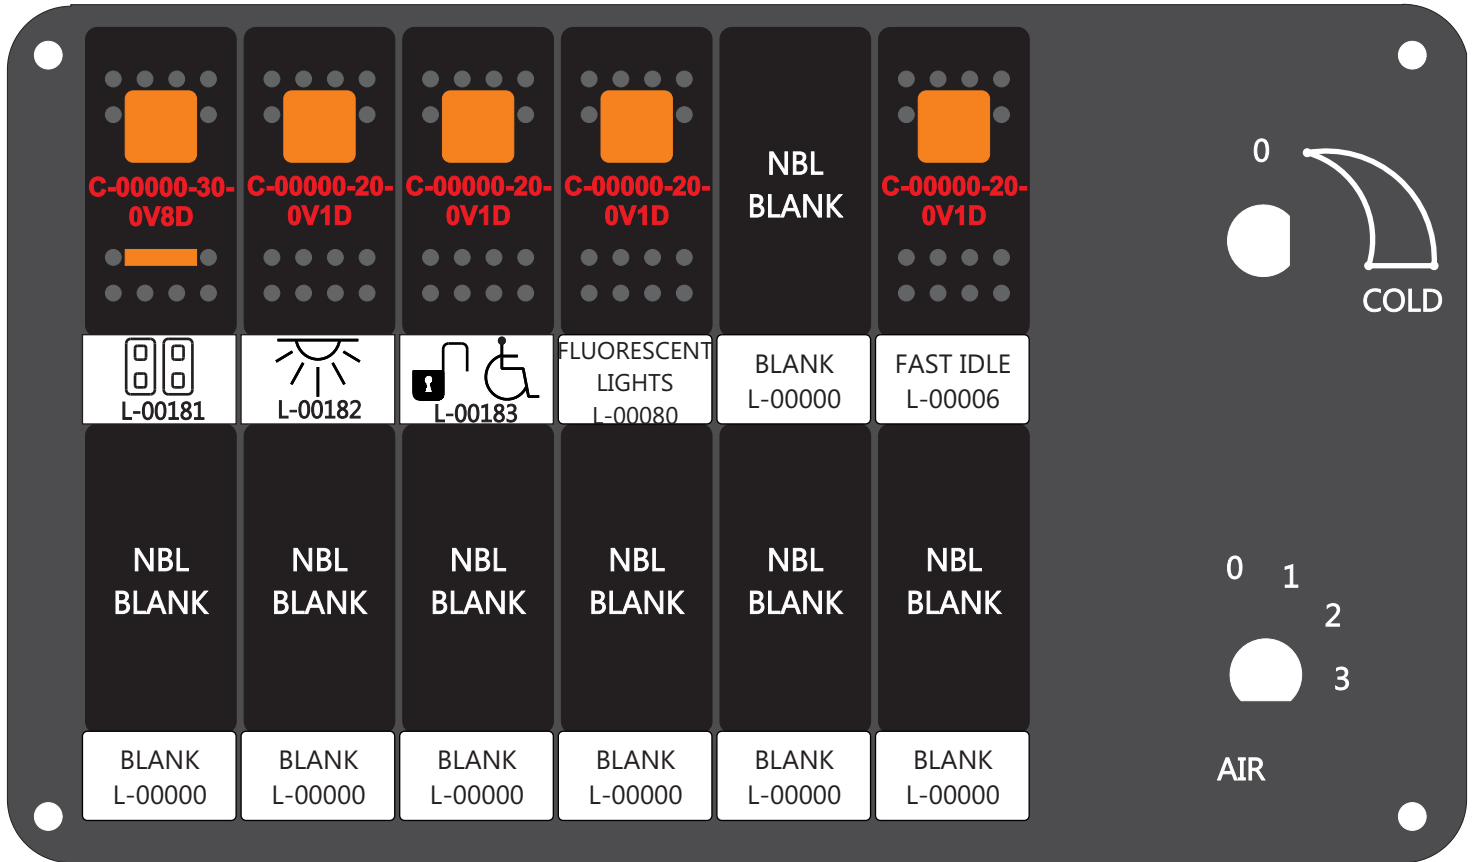 C-00000-30-
0V8D
C-00000-20-
0V1D
C-00000-20-
0V1D
C-00000-20-
0V1D
NBL
BLANK
C-00000-20-
0V1D
0
COLD
L-00181
L-00182
L-00183
FLUORESCENT
LIGHTS
L-00080
BLANK
L-00000
FAST IDLE
L-00006
NBL
BLANK
NBL
BLANK
NBL
BLANK
NBL
BLANK
NBL
BLANK
NBL
BLANK
0
1
2
3
AIR
BLANK
L-00000
BLANK
L-00000
BLANK
L-00000
BLANK
L-00000
BLANK
L-00000
BLANK
L-00000